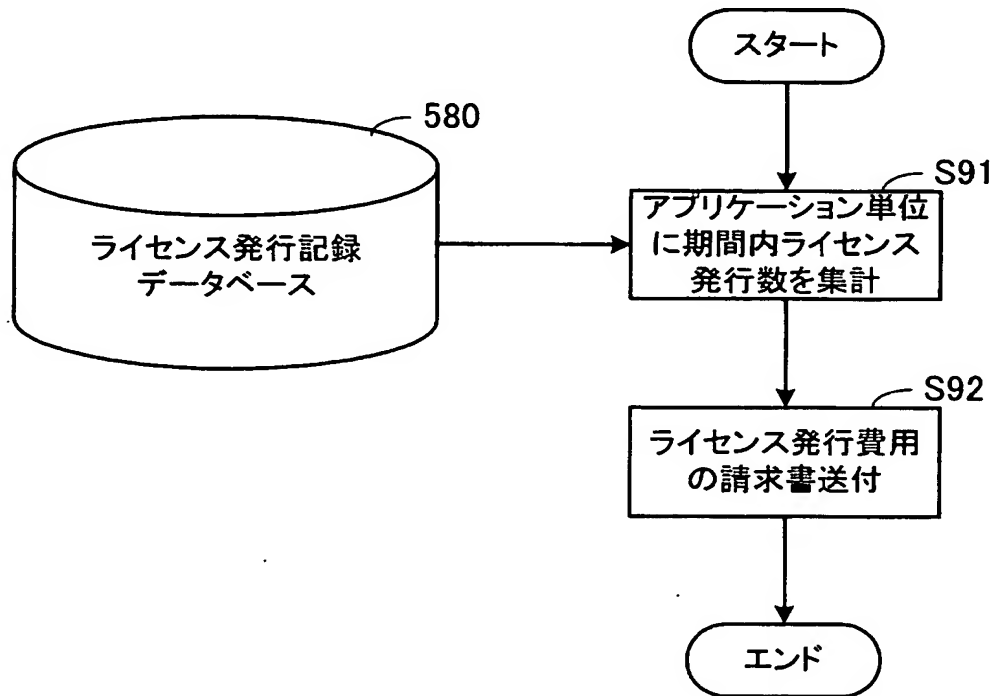 スタート
580
ライセンス発行記録
データベース
S91
アプリケーション単位
に期間内ライセンス
発行数を集計
S92
ライセンス発行費用
の請求書送付
エンド